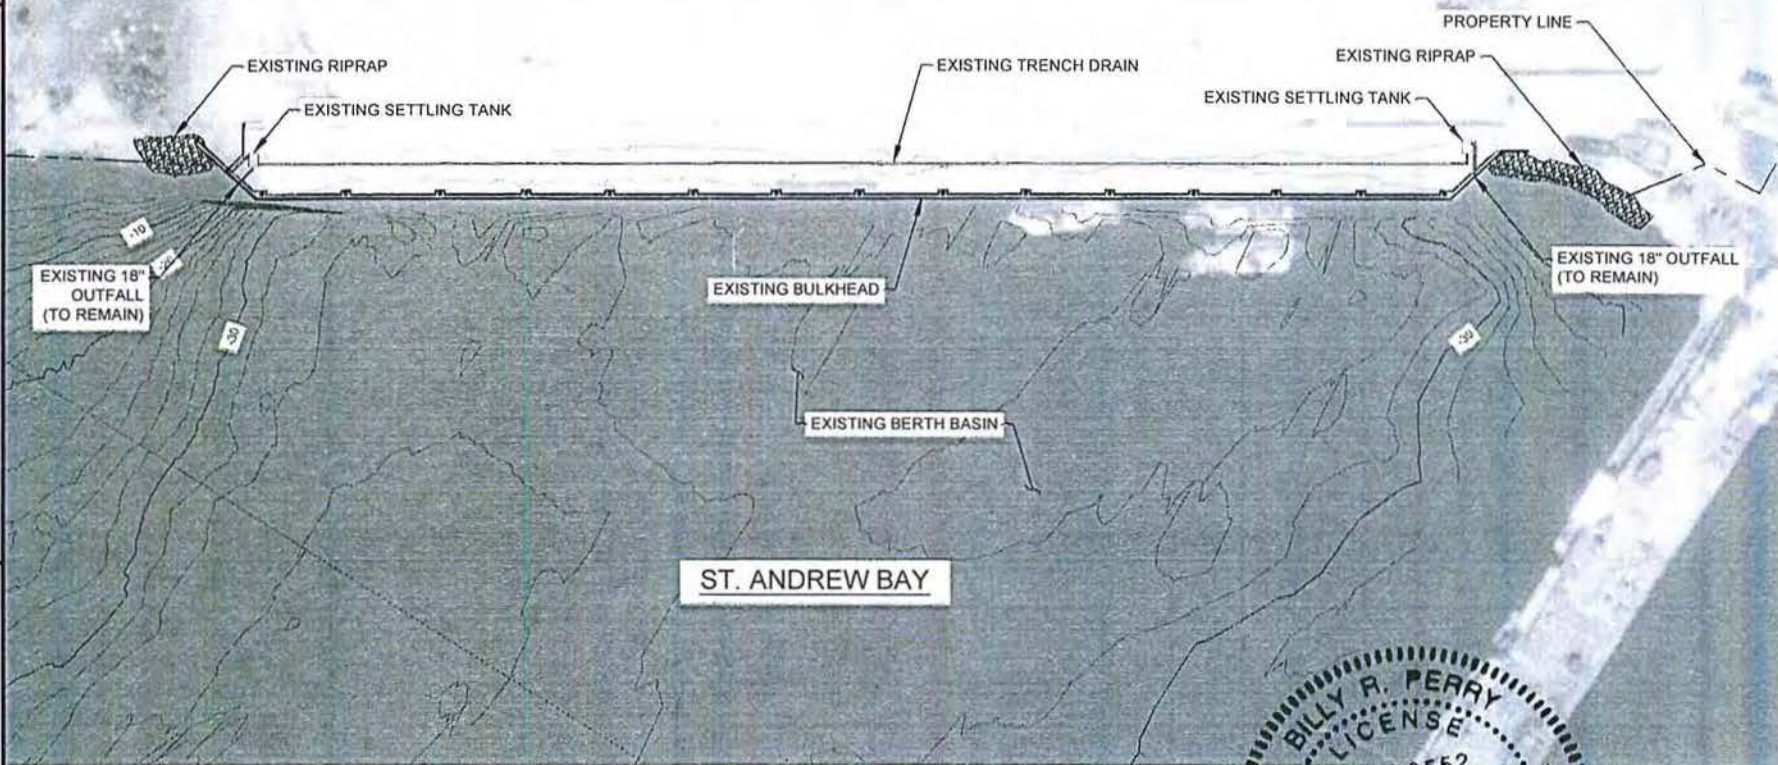 PROPERTY LINE
EXISTING RIPRAP
EXISTING TRENCH DRAIN
EXISTING RIPRAP
EXISTING SETTLING TANK
EXISTING SETTLING TANK
-10
-20
EXISTING 18"
OUTFALL
(TO REMAIN)
-30
EXISTING BULKHEAD
EXISTING 18" OUTFALL
(TO REMAIN)
-30
EXISTING BERTH BASIN
ST. ANDREW BAY
BILLY R. PERRY
LICENSE